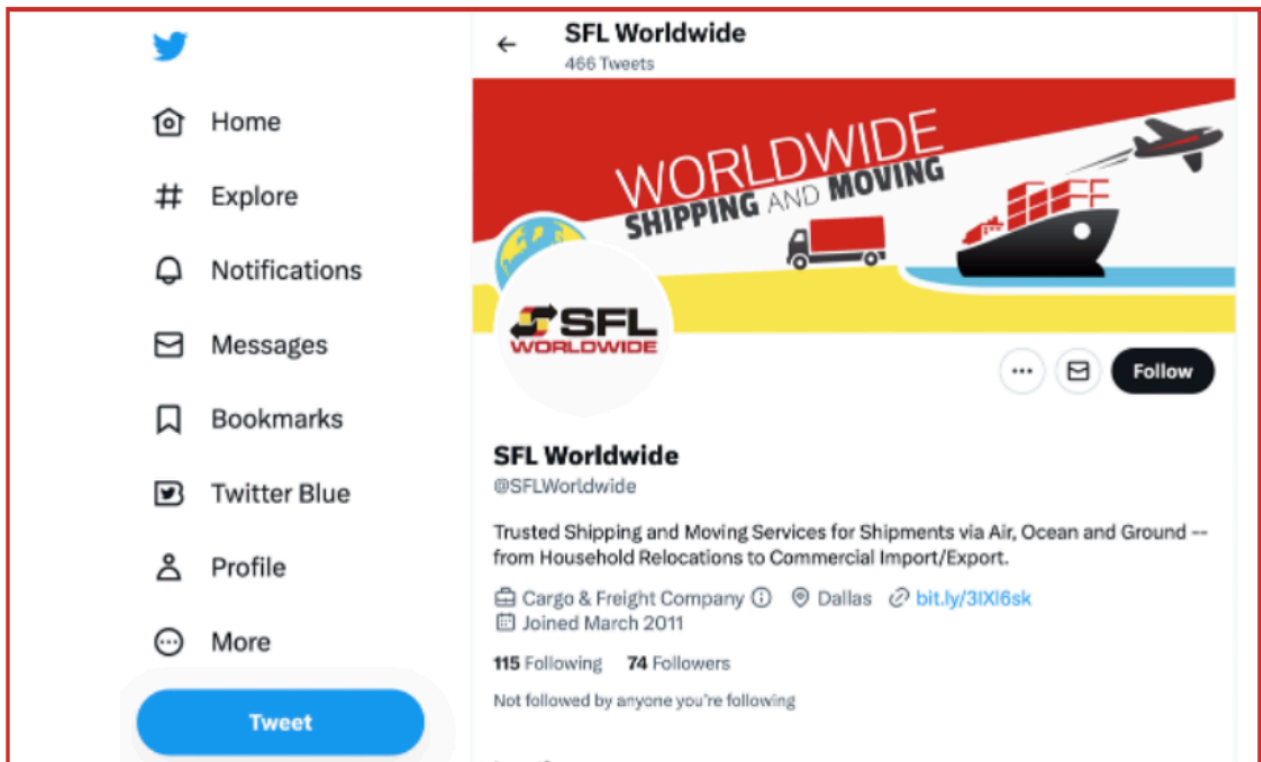 Home
Explore
Notifications
Messages
Bookmarks
Twitter Blue
Profile
More
Tweet
SFL Worldwide
466 Tweets
WORLDWIDE
SHIPPING AND MOVING
SFL
WORLDWIDE
Follow
SFL Worldwide
@SFLWorldwide
Trusted Shipping and Moving Services for Shipments via Air, Ocean and Ground --
from Household Relocations to Commercial Import/Export.
Cargo & Freight Company Dallas bit.ly/3IXl6sk
Joined March 2011
115 Following 74 Followers
Not followed by anyone you're following